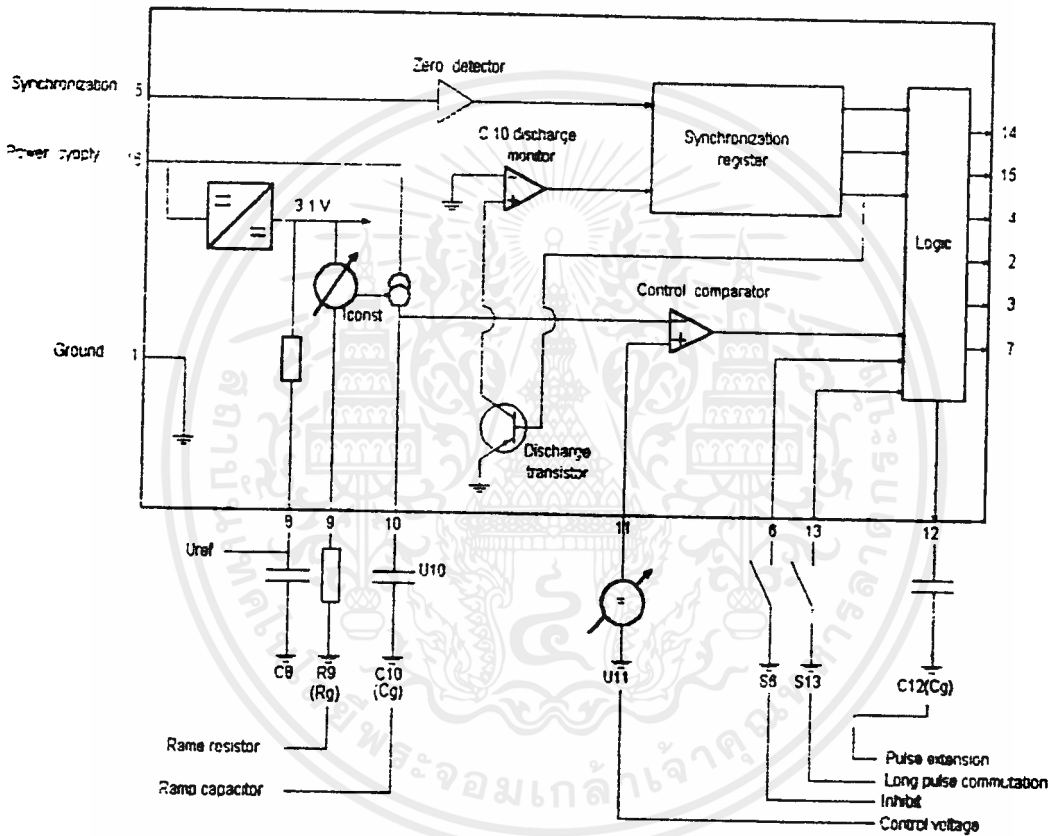 Synchronization 5
Zero detector
C 10 discharge
monitor
Synchronization
register
Power supply 16
3.1 V
Iconst
Control comparator
Logic
14
15
4
2
3
7
Ground 1
Discharge
transistor
8 9 10 11 6 13 12
Uref
U10
C8 R9
(Rg) C10
(Cg) U11 S6 S13 C12(Cg)
Rame resistor
Ramp capacitor
Pulse extension
Long pulse commutation
Inhibit
Control voltage